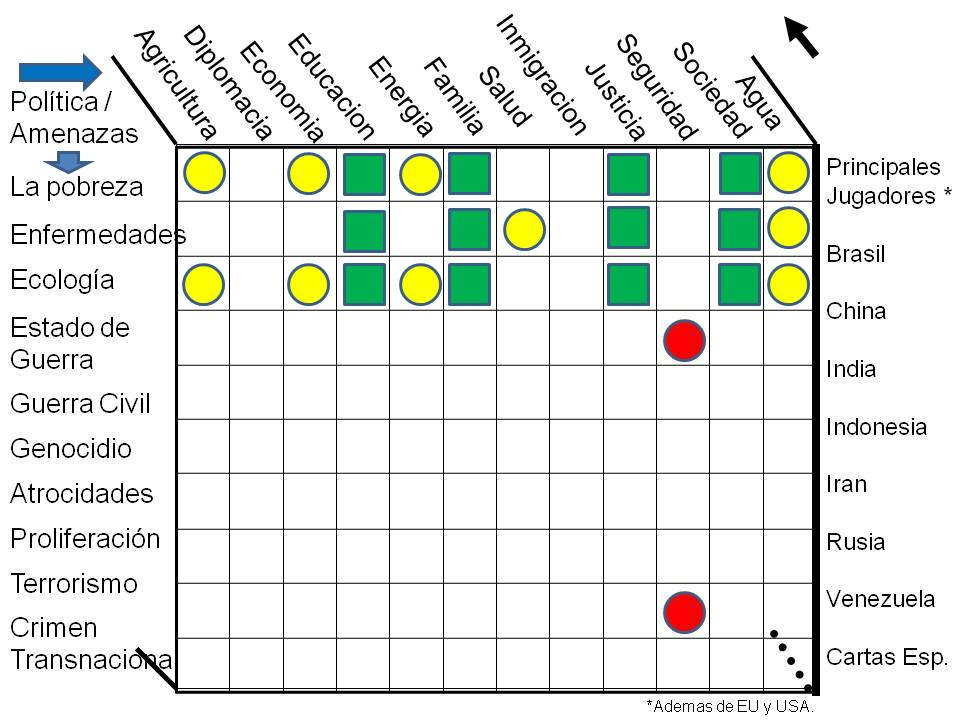 Agricultura
Diplomacia
Economia
Educacion
Energia
Familia
Salud
Inmigracion
Justicia
Seguridad
Sociedad
Agua
Política /
Amenazas
La pobreza
Enfermedades
Ecología
Estado de
Guerra
Guerra Civil
Genocidio
Atrocidades
Proliferación
Terrorismo
Crimen
Transnaciona
Principales
Jugadores *
Brasil
China
India
Indonesia
Iran
Rusia
Venezuela
Cartas Esp.
*Ademas de EU y USA.